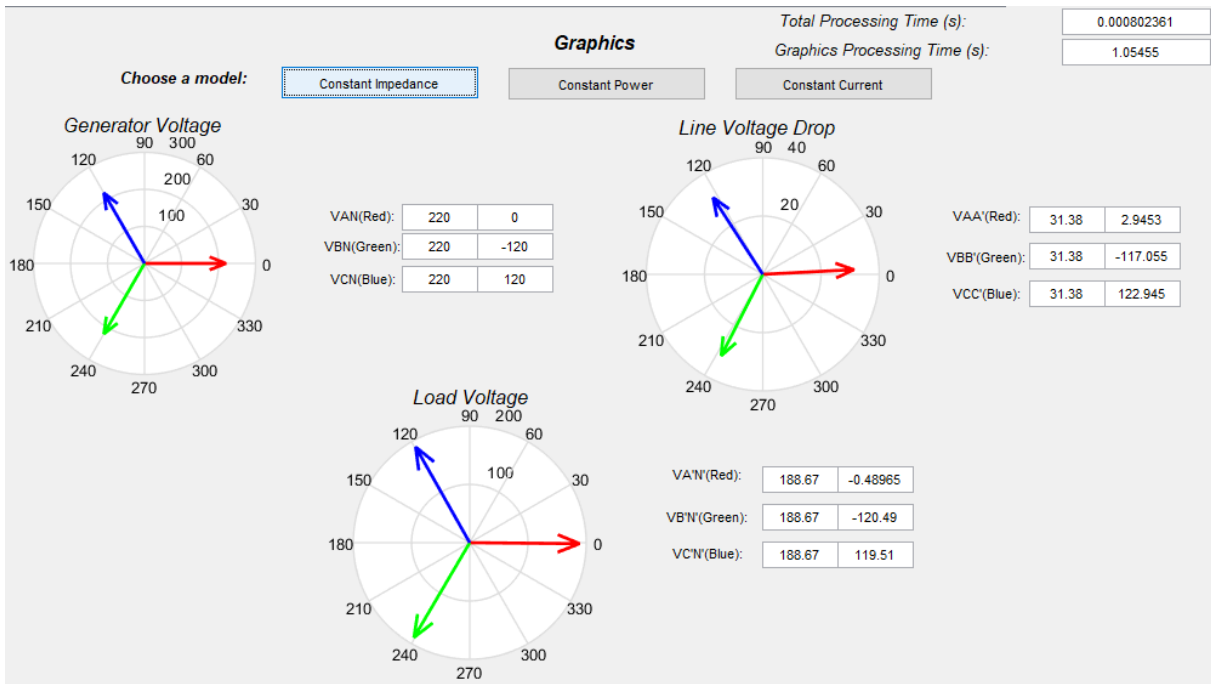 Total Processing Time (s): 0.000802361
Graphics
Graphics Processing Time (s): 1.05455
Choose a model: Constant Impedance Constant Power Constant Current
Generator Voltage
90 300
120 60
200
150 100 30
180 0
210 330
240 300
270
VAN(Red): 220 0
VBN(Green): 220 -120
VCN(Blue): 220 120
Line Voltage Drop
90 40
120 60
20
150 30
180 0
210 330
240 300
270
VAA'(Red): 31.38 2.9453
VBB'(Green): 31.38 -117.055
VCC'(Blue): 31.38 122.945
Load Voltage
90 200
120 60
100
150 30
180 0
210 330
240 300
270
VA'N'(Red): 188.67 -0.48965
VB'N'(Green): 188.67 -120.49
VC'N'(Blue): 188.67 119.51